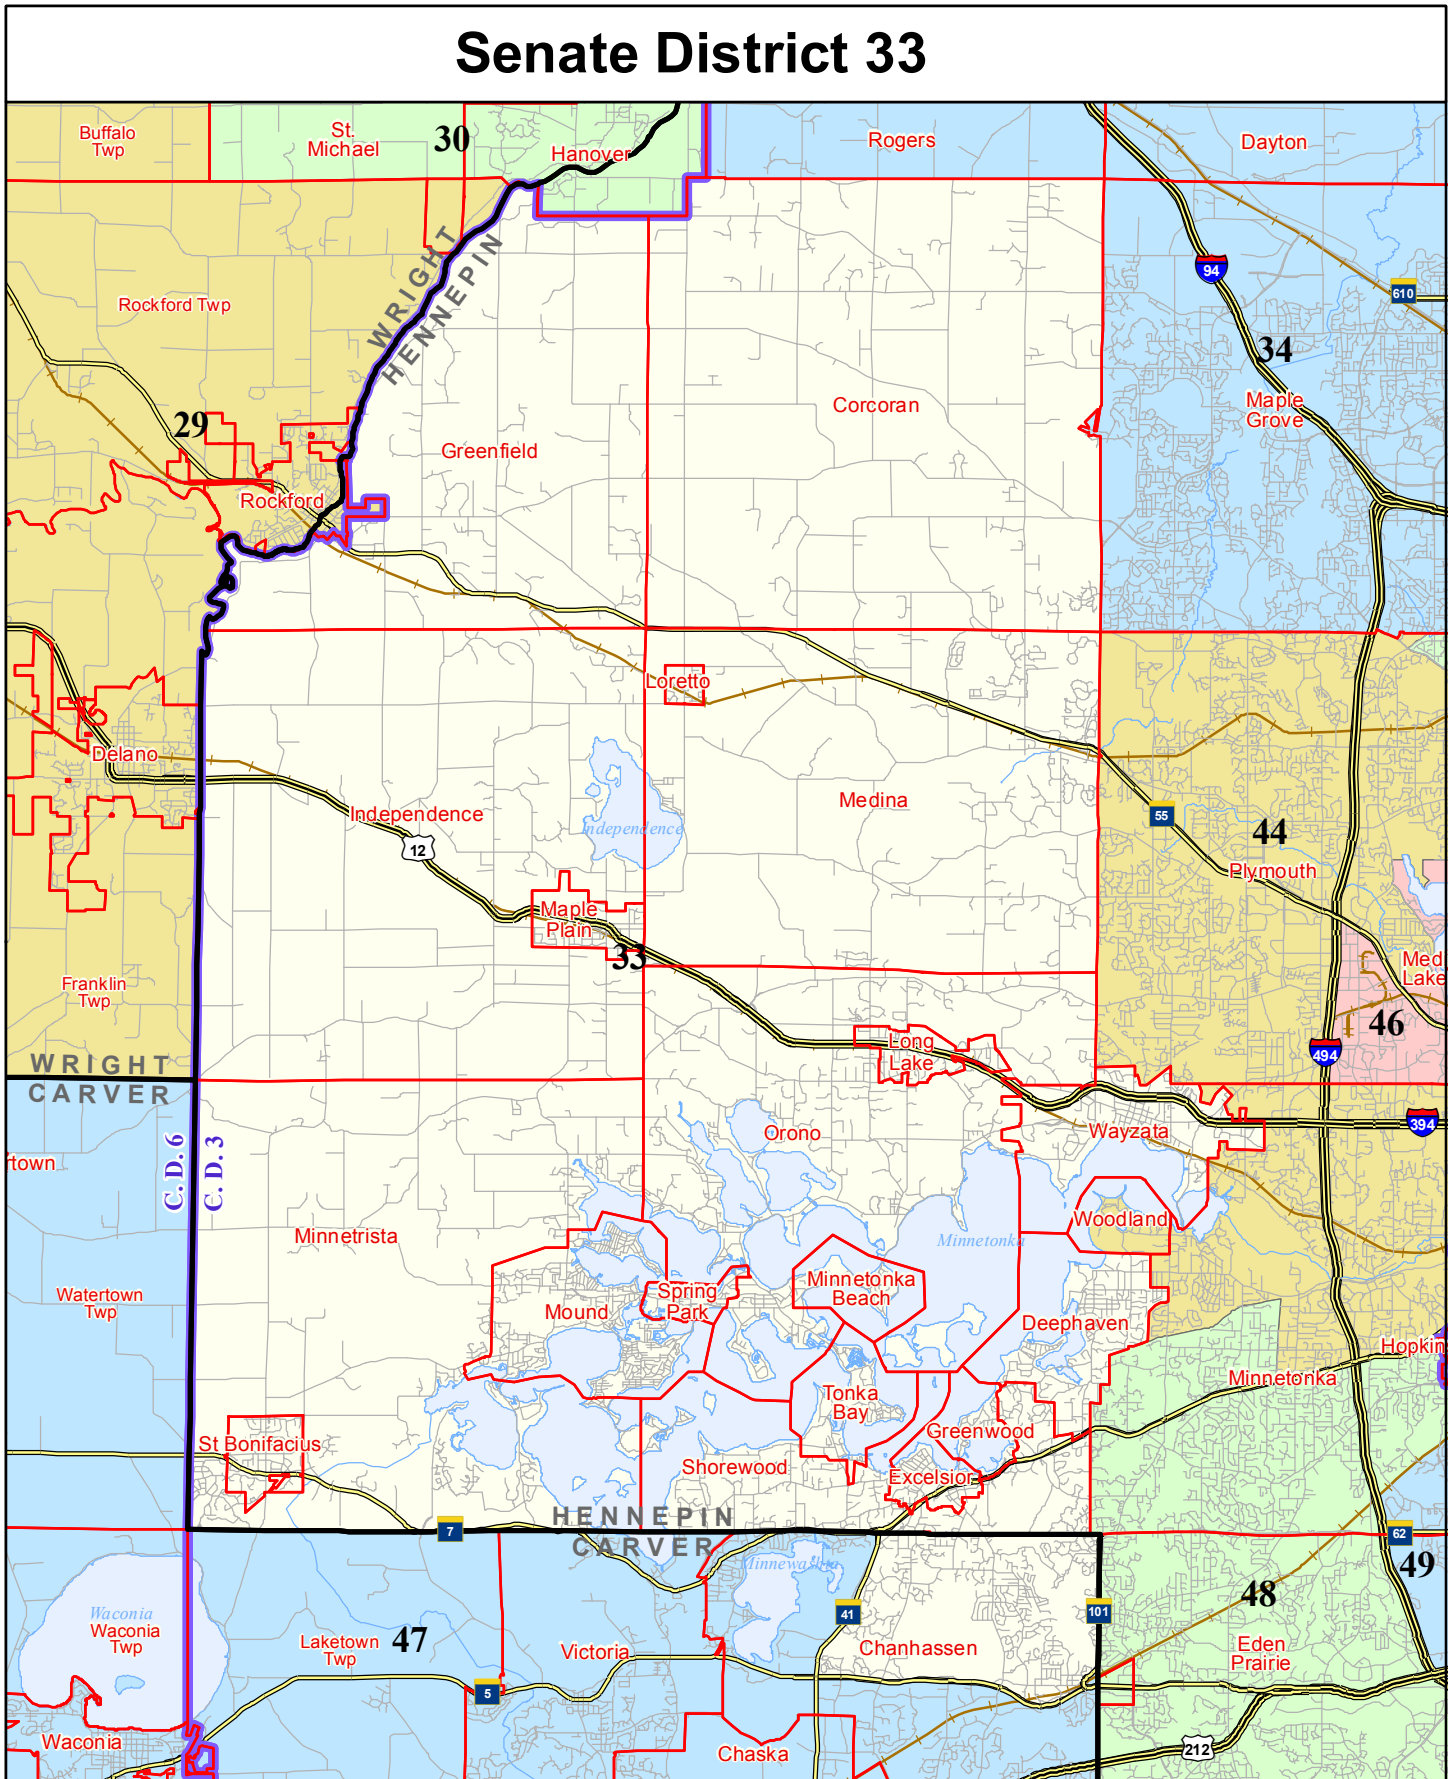 Senate District 33
Buffalo
Twp
St.
Michael
30
Hanover
Rogers
Dayton
WRIGHT
HENNEPIN
94
610
Rockford Twp
34
Maple
Grove
29
Corcoran
Greenfield
Rockford
Loretto
Delano
Independence
Independence
12
Medina
55
44
Plymouth
Maple
Plain
33
Franklin
Twp
Med
Lake
46
494
Long
Lake
WRIGHT
CARVER
C. D. 6
C. D. 3
394
rtown
Orono
Wayzata
Woodland
Minnetrista
Minnetonka
Watertown
Twp
Mound
Spring
Park
Minnetonka
Beach
Deephaven
Hopkin
Minnetonka
Tonka
Bay
Greenwood
St Bonifacius
Shorewood
Excelsior
HENNEPIN
CARVER
7
62
49
Minnewashta
Waconia
Waconia
Twp
41
101
48
Laketown
Twp
47
Victoria
Chanhassen
Eden
Prairie
5
Waconia
Chaska
212